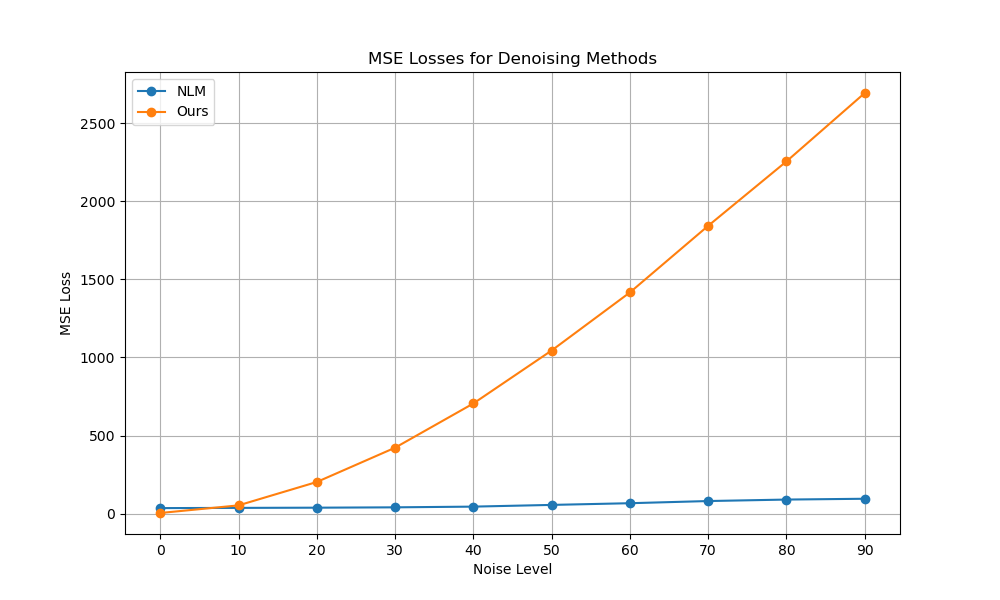 MSE Losses for Denoising Methods
NLM
Ours
2500
2000
1500
1000
500
0
MSE Loss
0 10 20 30 40 50 60 70 80 90
Noise Level